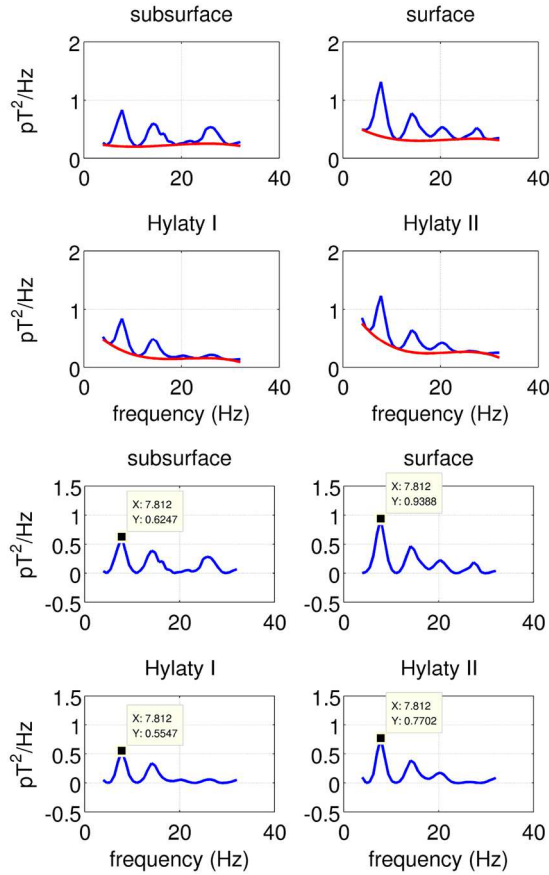 subsurface
surface
pT²/Hz
2
1
0
0
20
40
2
1
0
0
20
40
Hylaty I
Hylaty II
pT²/Hz
2
1
0
0
20
40
frequency (Hz)
2
1
0
0
20
40
frequency (Hz)
subsurface
surface
pT²/Hz
1.5
1
0.5
0
-0.5
0
20
40
X: 7.812
Y: 0.6247
1.5
1
0.5
0
-0.5
0
20
40
X: 7.812
Y: 0.9388
Hylaty I
Hylaty II
pT²/Hz
1.5
1
0.5
0
-0.5
0
20
40
X: 7.812
Y: 0.5547
frequency (Hz)
1.5
1
0.5
0
-0.5
0
20
40
X: 7.812
Y: 0.7702
frequency (Hz)